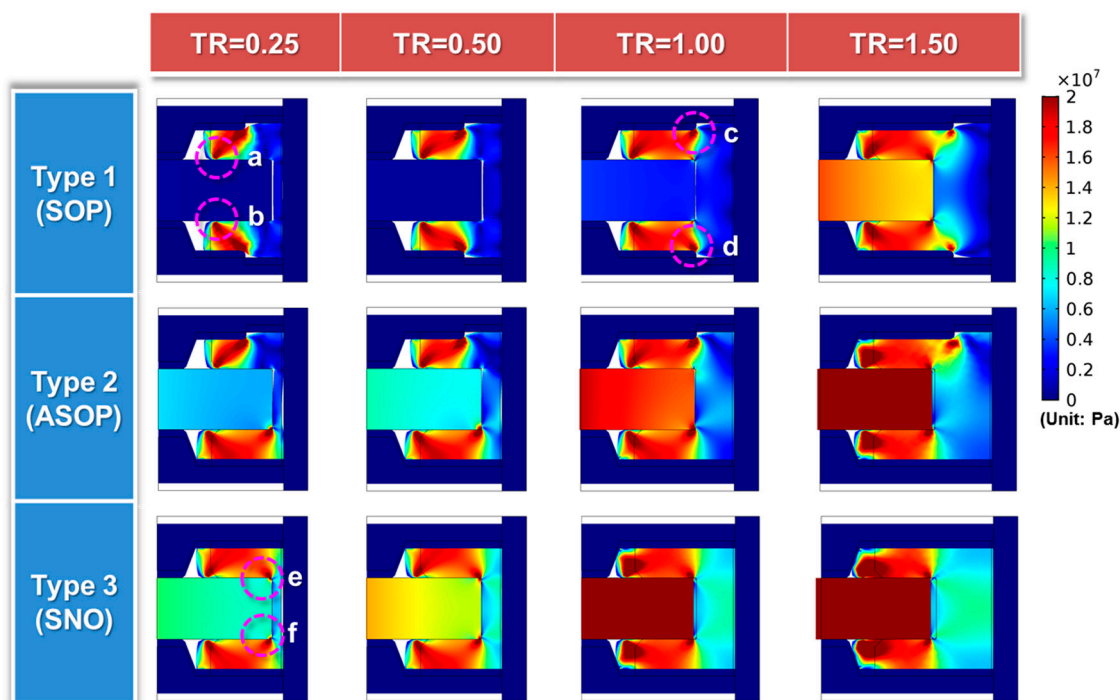 TR=0.25 TR=0.50 TR=1.00 TR=1.50
×10⁷
Type 1
(SOP)
a
b
c
d
2
1.8
1.6
1.4
1.2
1
0.8
0.6
0.4
0.2
0
(Unit: Pa)
Type 2
(ASOP)
Type 3
(SNO)
e
f